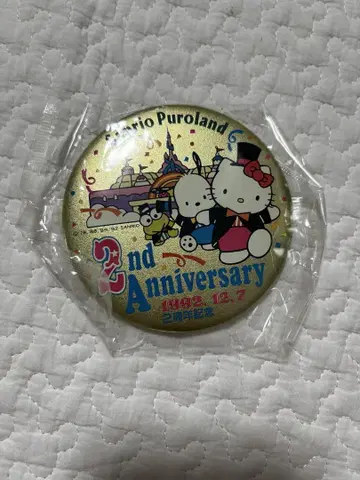 Sanrio Puroland
2nd
Anniversary
1992.12.7
2周年記念